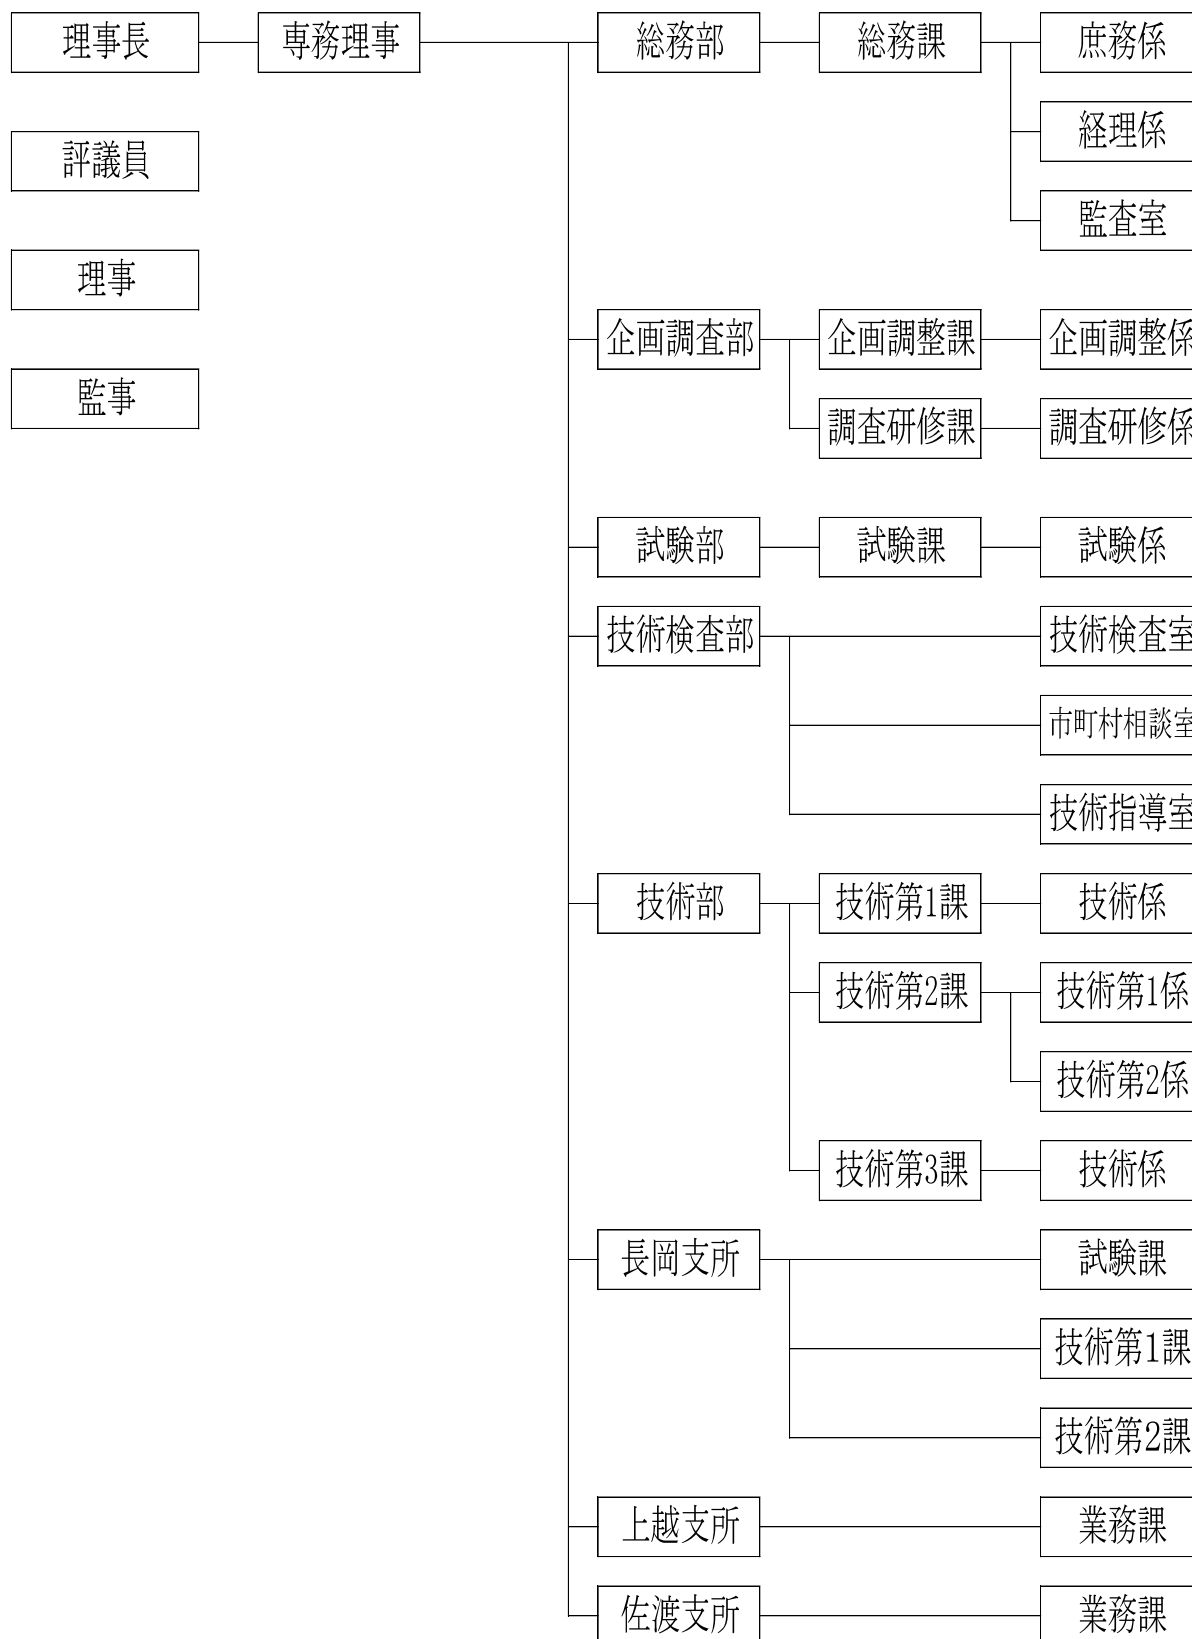 理事長 専務理事 総務部 総務課 庶務係
経理係
評議員
監査室
理事
企画調査部 企画調整課 企画調整係
監事
調査研修課 調査研修係
試験部 試験課 試験係
技術検査部 技術検査室
市町村相談室
技術指導室
技術部 技術第1課 技術係
技術第2課 技術第1係
技術第2係
技術第3課 技術係
長岡支所 試験課
技術第1課
技術第2課
上越支所 業務課
佐渡支所 業務課